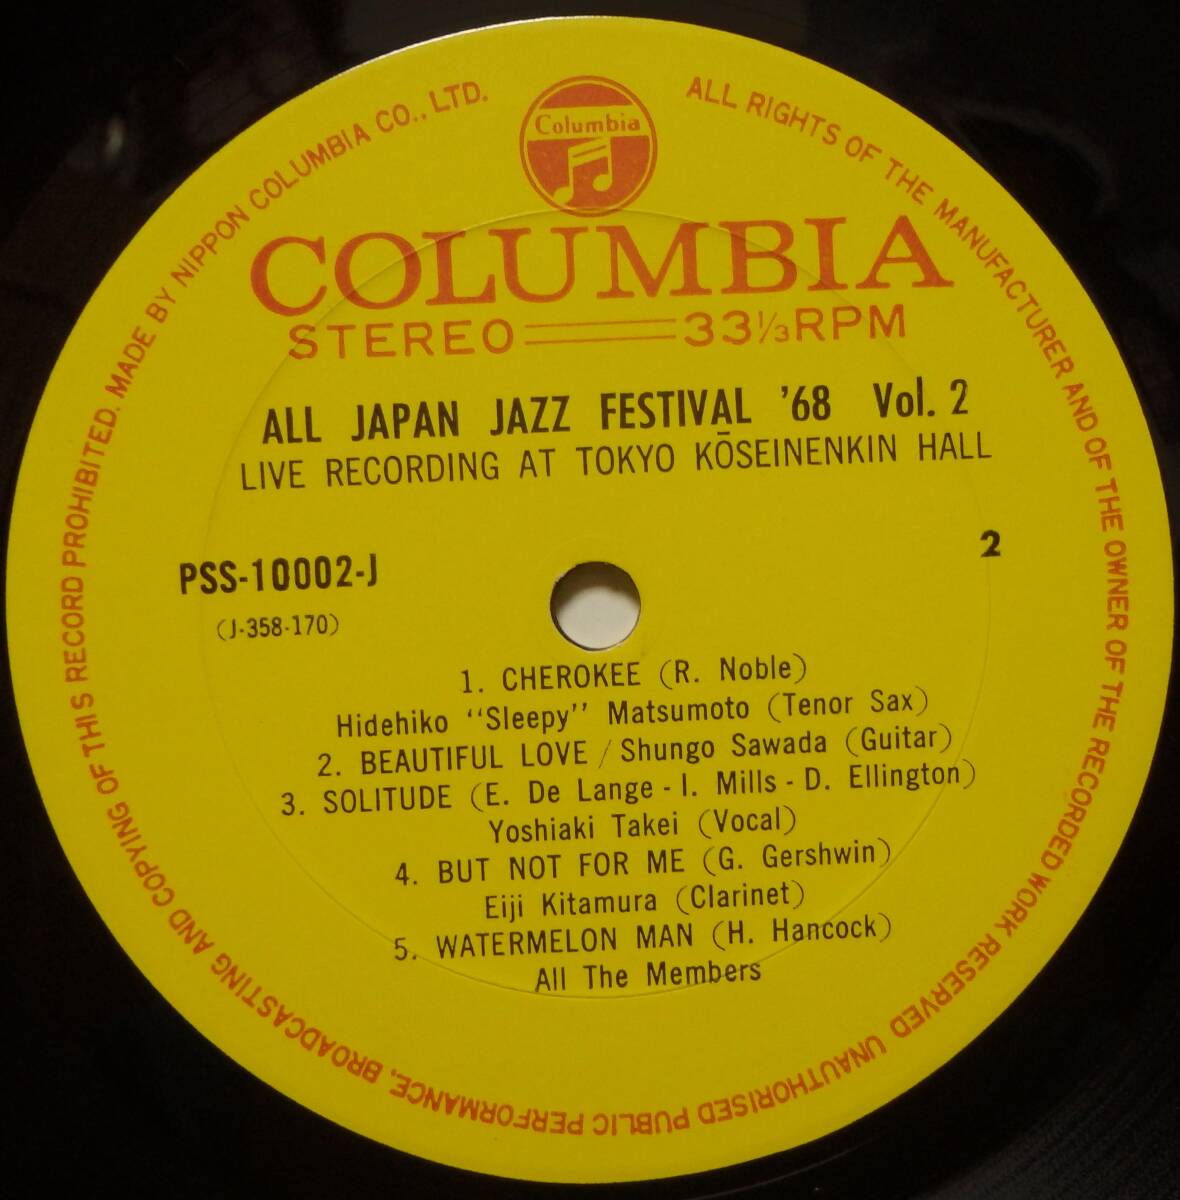 Columbia
COLUMBIA
STEREO 33⅓RPM
ALL JAPAN JAZZ FESTIVAL '68 Vol. 2
LIVE RECORDING AT TOKYO KŌSEINENKIN HALL
PSS-10002-J
2
(J-358-170)
1. CHEROKEE (R. Noble)
Hidehiko "Sleepy" Matsumoto (Tenor Sax)
2. BEAUTIFUL LOVE / Shungo Sawada (Guitar)
3. SOLITUDE (E. De Lange - I. Mills - D. Ellington)
Yoshiaki Takei (Vocal)
4. BUT NOT FOR ME (G. Gershwin)
Eiji Kitamura (Clarinet)
5. WATERMELON MAN (H. Hancock)
All The Members
ALL RIGHTS OF THE MANUFACTURER AND OF THE OWNER OF THE RECORDED WORK RESERVED UNAUTHORISED PUBLIC PERFORMANCE, BROADCASTING AND COPYING OF THIS RECORD PROHIBITED. MADE BY NIPPON COLUMBIA CO., LTD.